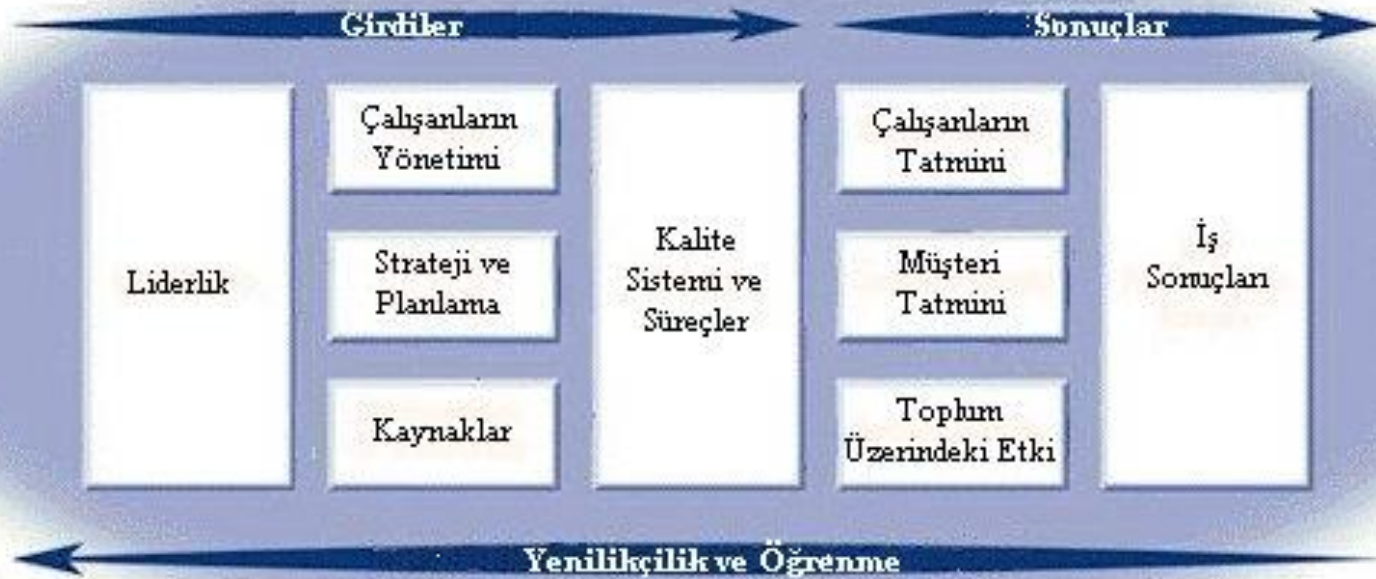 Girdiler
Sonuçlar
Liderlik
Çalışanların
Yönetimi
Strateji ve
Planlama
Kaynaklar
Kalite
Sistemi ve
Süreçler
Çalışanların
Tatmini
Müşteri
Tatmini
Toplum
Üzerindeki Etki
İş
Sonuçları
Yenilikçilik ve Öğrenme